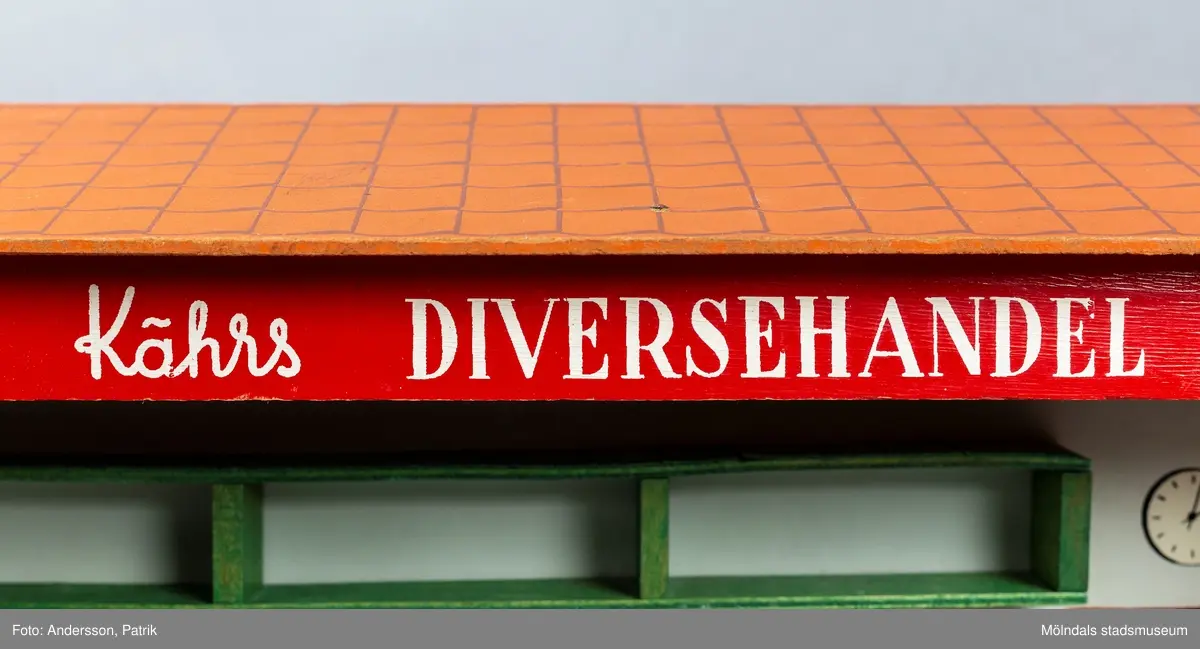 Kãhrs DIVERSEHANDEL
Foto: Andersson, Patrik
Mölndals stadsmuseum